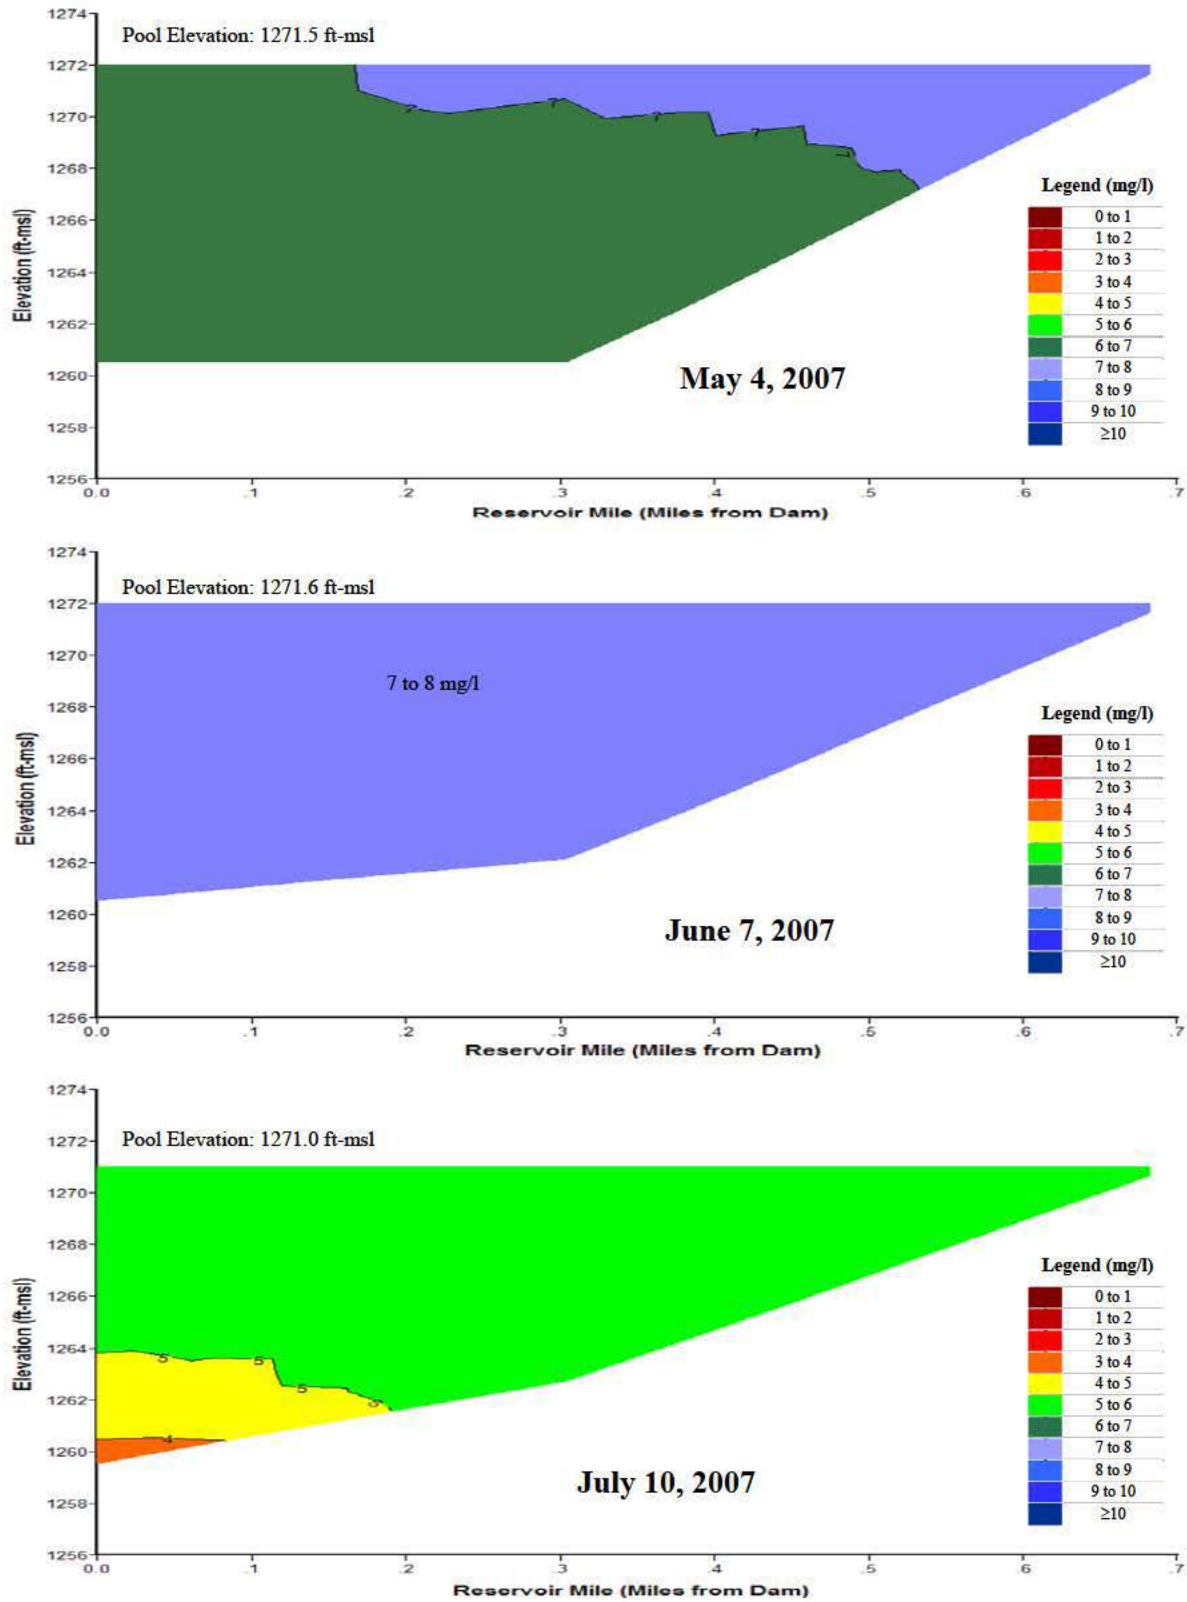 1274
Pool Elevation: 1271.5 ft-msl
1272
1270
1268
1266
1264
1262
1260
1258
1256
Elevation (ft-msl)
7
7
7
7
7
Legend (mg/l)
0 to 1
1 to 2
2 to 3
3 to 4
4 to 5
5 to 6
6 to 7
7 to 8
8 to 9
9 to 10
≥10
May 4, 2007
0.0 .1 .2 .3 .4 .5 .6 .7
Reservoir Mile (Miles from Dam)
1274
Pool Elevation: 1271.6 ft-msl
1272
1270
1268
1266
1264
1262
1260
1258
1256
Elevation (ft-msl)
7 to 8 mg/l
Legend (mg/l)
0 to 1
1 to 2
2 to 3
3 to 4
4 to 5
5 to 6
6 to 7
7 to 8
8 to 9
9 to 10
≥10
June 7, 2007
0.0 .1 .2 .3 .4 .5 .6 .7
Reservoir Mile (Miles from Dam)
1274
1272
Pool Elevation: 1271.0 ft-msl
1270
1268
1266
1264
1262
1260
1258
1256
Elevation (ft-msl)
5
5
5
5
4
Legend (mg/l)
0 to 1
1 to 2
2 to 3
3 to 4
4 to 5
5 to 6
6 to 7
7 to 8
8 to 9
9 to 10
≥10
July 10, 2007
0.0 .1 .2 .3 .4 .5 .6 .7
Reservoir Mile (Miles from Dam)